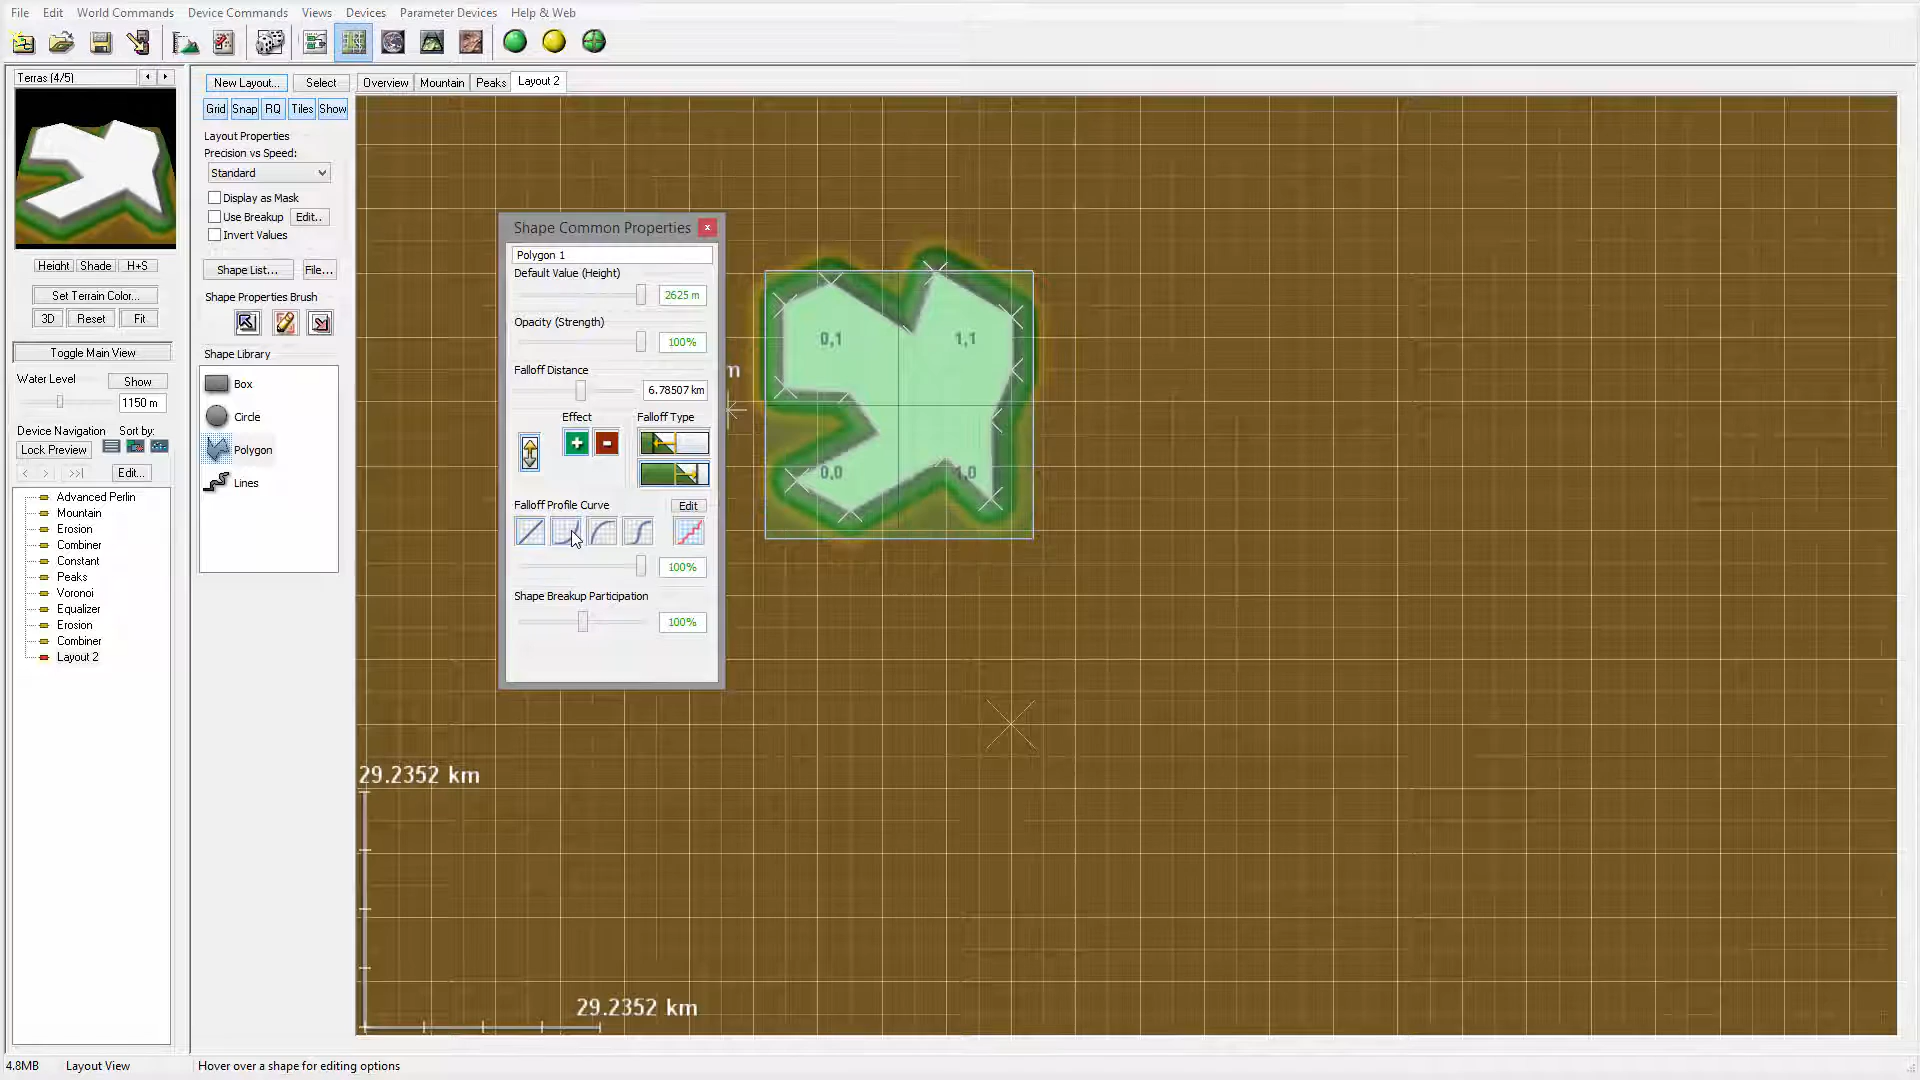 File Edit World Commands Device Commands Views Devices Parameter Devices Help & Web
Terras (4/5)
Height Shade H+S
Set Terrain Color...
3D Reset Fit
Toggle Main View
Water Level Show
1150 m
Device Navigation Sort by:
Lock Preview
< > >>| Edit...
Advanced Perlin
Mountain
Erosion
Combiner
Constant
Peaks
Voronoi
Equalizer
Erosion
Combiner
Layout 2
New Layout... Select
Grid Snap RQ Tiles Show
Layout Properties
Precision vs Speed:
Standard
Display as Mask
Use Breakup Edit..
Invert Values
Shape List... File...
Shape Properties Brush
Shape Library
Box
Circle
Polygon
Lines
Overview Mountain Peaks Layout 2
Shape Common Properties x
Polygon 1
Default Value (Height)
2625 m
Opacity (Strength)
100%
Falloff Distance
6.78507 km
Effect Falloff Type
+ -
Falloff Profile Curve Edit
100%
Shape Breakup Participation
100%
m
0,1 1,1
0,0 1,0
29.2352 km
29.2352 km
4.8MB Layout View Hover over a shape for editing options